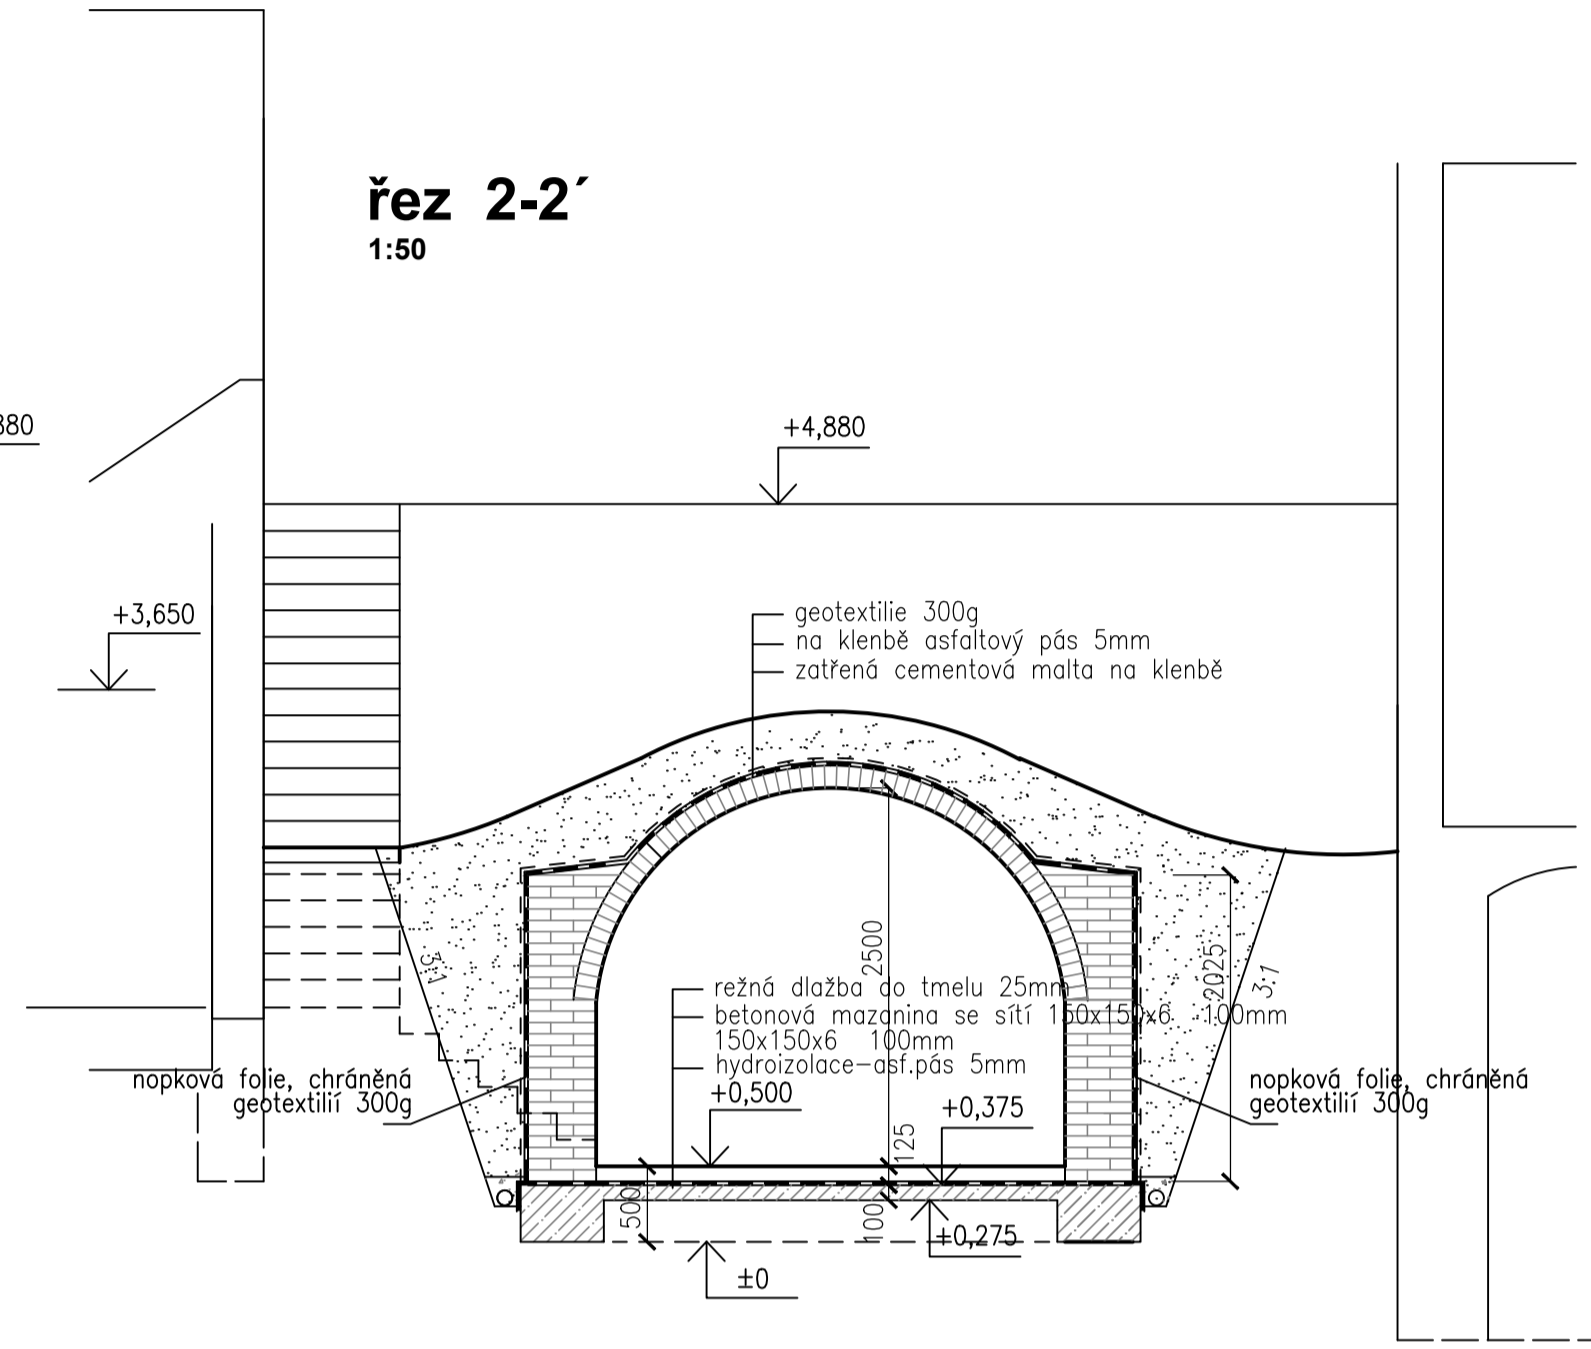 řez 2-2´
1:50
880
+4,880
+3,650
geotextilie 300g
na klenbě asfaltový pás 5mm
zatřená cementová malta na klenbě
3:1
2500
2025
3:1
režná dlažba do tmelu 25mm
betonová mazanina se sítí 150x150x6 100mm
150x150x6 100mm
hydroizolace-asf.pás 5mm
nopková folie, chráněná
geotextilií 300g
nopková folie, chráněná
geotextilií 300g
+0,500
+0,375
125
500
100
+0,275
±0